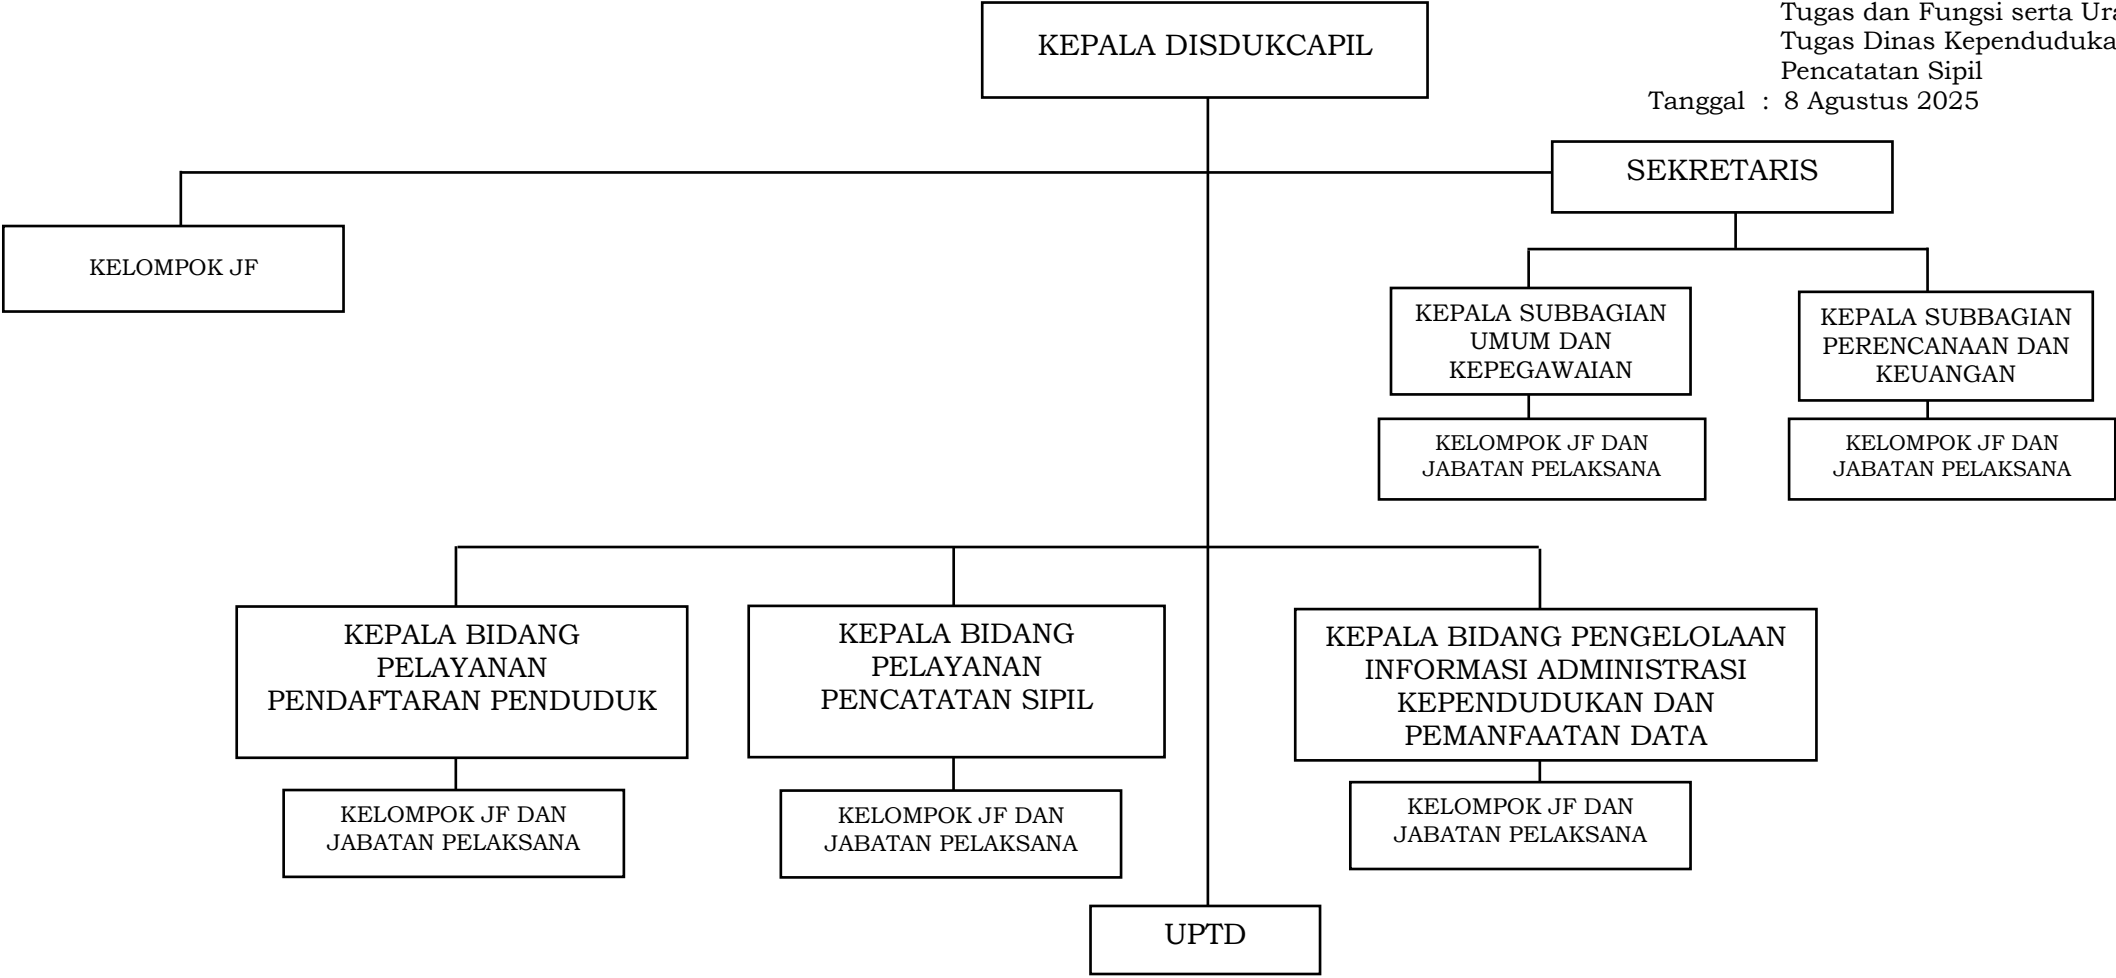 Tugas dan Fungsi serta
Tugas Dinas
Pencatatan Sipil
Tanggal : 8 Agustus 2025
KEPALA DISDUKCAPIL
SEKRETARIS
KELOMPOK JF
KEPALA SUBBAGIAN
UMUM DAN
KEPEGAWAIAN
KEPALA SUBBAGIAN
PERENCANAAN DAN
KEUANGAN
KELOMPOK JF DAN
JABATAN PELAKSANA
KELOMPOK JF DAN
JABATAN PELAKSANA
KEPALA BIDANG
PELAYANAN
PENDAFTARAN PENDUDUK
KEPALA BIDANG
PELAYANAN
PENCATATAN SIPIL
KEPALA BIDANG PENGELOLAAN
INFORMASI ADMINISTRASI
KEPENDUDUKAN DAN
PEMANFAATAN DATA
KELOMPOK JF DAN
JABATAN PELAKSANA
KELOMPOK JF DAN
JABATAN PELAKSANA
KELOMPOK JF DAN
JABATAN PELAKSANA
UPTD